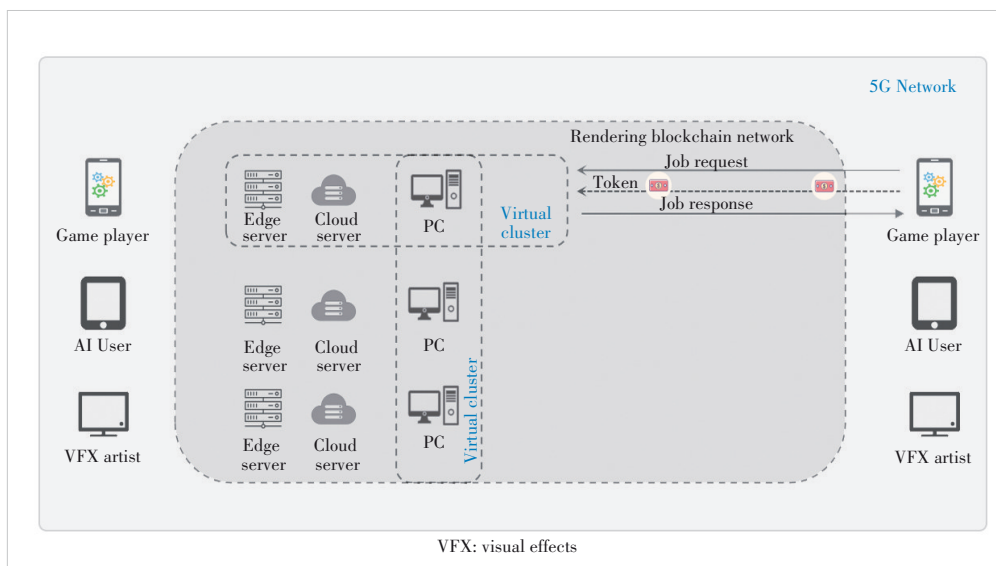 5G Network
Rendering blockchain network
Job request
Token
Job response
Game player
Edge
server
Cloud
server
PC
Virtual
cluster
Game player
AI User
Edge
server
Cloud
server
PC
AI User
Virtual cluster
VFX artist
Edge
server
Cloud
server
PC
VFX artist
VFX: visual effects